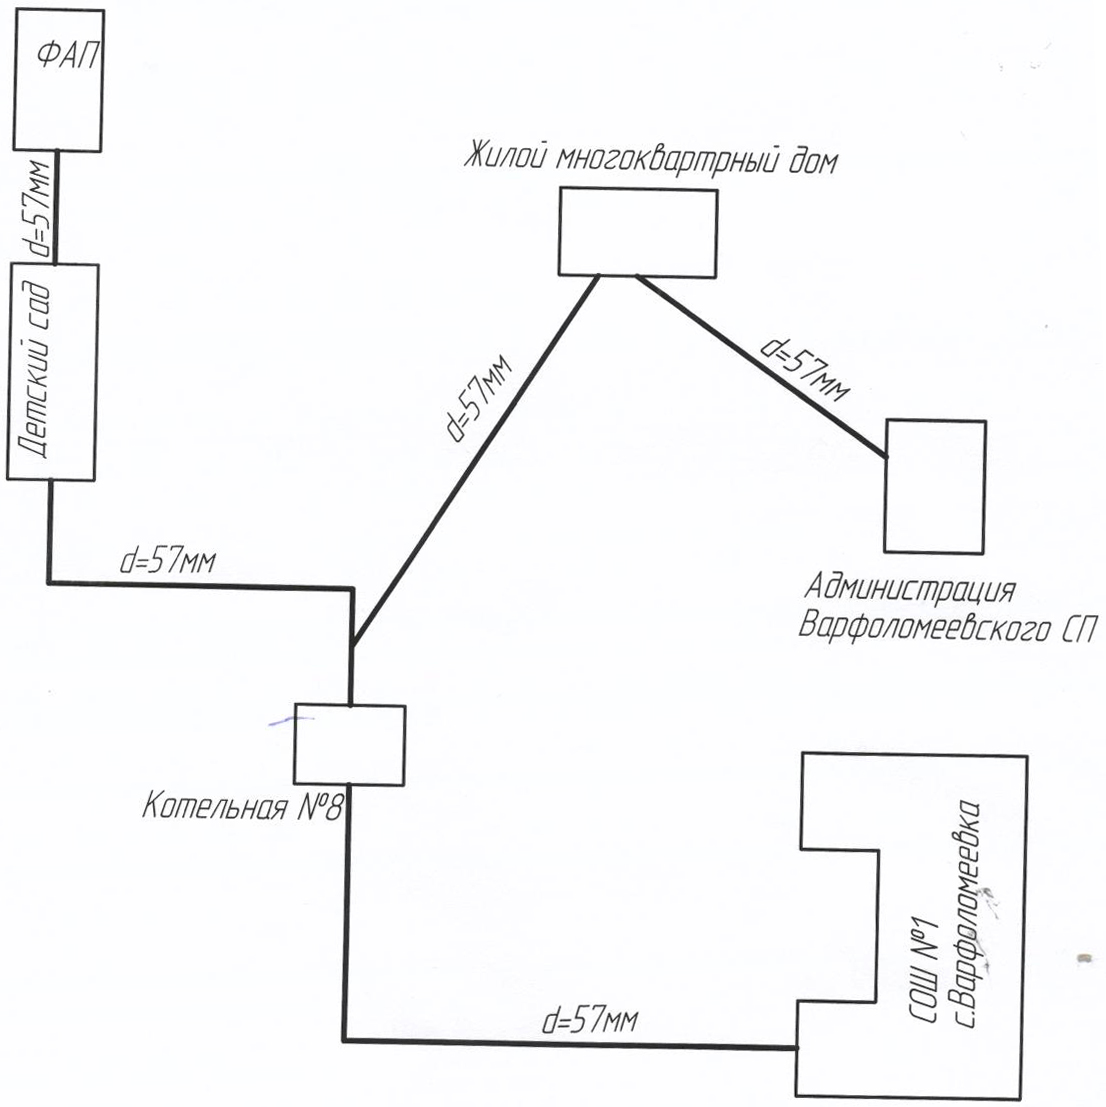 ФАП
d=57мм
Детский сад
d=57мм
Жилой многоквартрный дом
d=57мм
d=57мм
Администрация
Варфоломеевского СП
Котельная №8
d=57мм
СОШ №1
с.Варфоломеевка